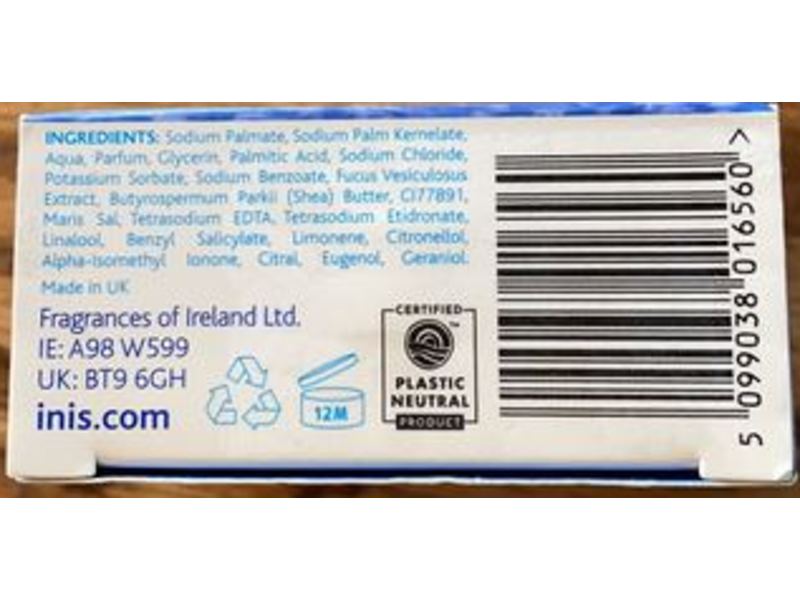 INGREDIENTS: Sodium Palmate, Sodium Palm Kernelate,
Aqua, Parfum, Glycerin, Palmitic Acid, Sodium Chloride,
Potassium Sorbate, Sodium Benzoate, Fucus Vesiculosus
Extract, Butyrospermum Parkii (Shea) Butter, CI77891,
Maris Sal, Tetrasodium EDTA, Tetrasodium Etidronate,
Linalool, Benzyl Salicylate, Limonene, Citronellol,
Alpha-Isomethyl Ionone, Citral, Eugenol, Geraniol.
Made in UK
Fragrances of Ireland Ltd.
IE: A98 W599
UK: BT9 6GH
inis.com
12M
CERTIFIED
TM
PLASTIC
NEUTRAL
PRODUCT
5 099038 016560 >